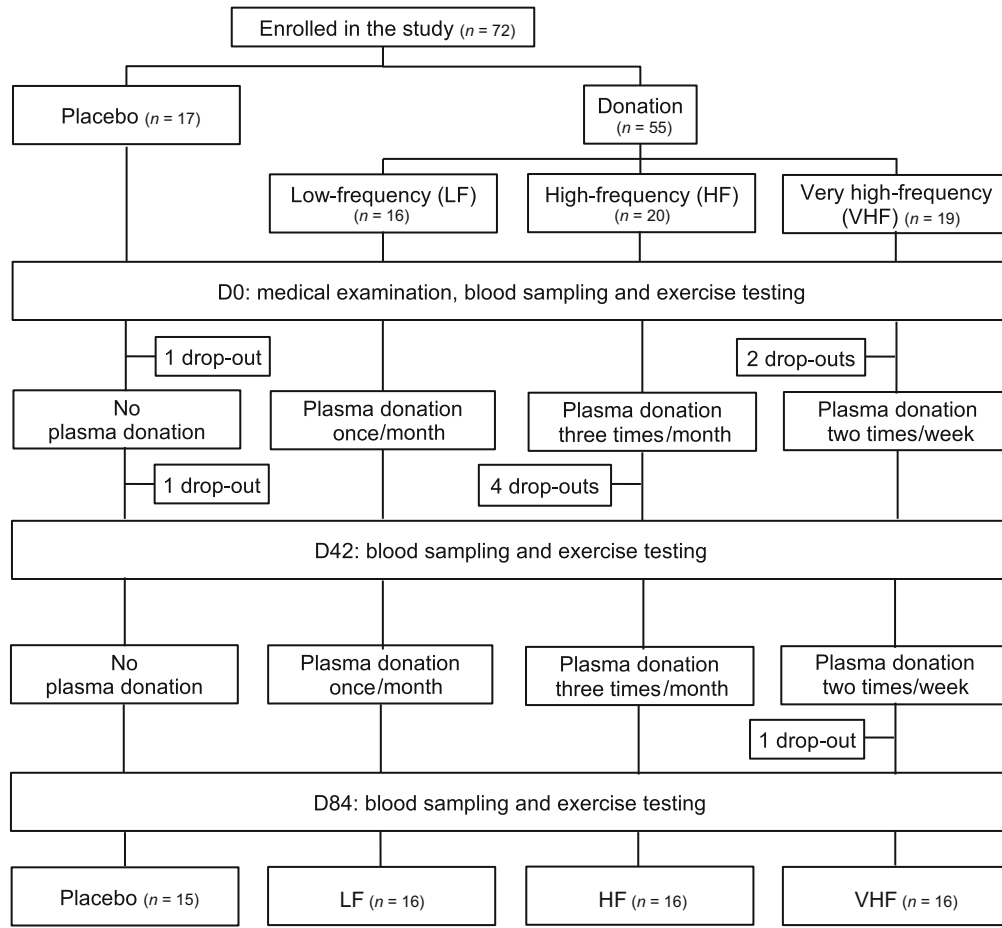 Enrolled in the study (n = 72)
Placebo (n = 17)
Donation
(n = 55)
Low-frequency (LF)
(n = 16)
High-frequency (HF)
(n = 20)
Very high-frequency
(VHF) (n = 19)
D0: medical examination, blood sampling and exercise testing
1 drop-out
2 drop-outs
No
plasma donation
Plasma donation
once/month
Plasma donation
three times/month
Plasma donation
two times/week
1 drop-out
4 drop-outs
D42: blood sampling and exercise testing
No
plasma donation
Plasma donation
once/month
Plasma donation
three times/month
Plasma donation
two times/week
1 drop-out
D84: blood sampling and exercise testing
Placebo (n = 15)
LF (n = 16)
HF (n = 16)
VHF (n = 16)